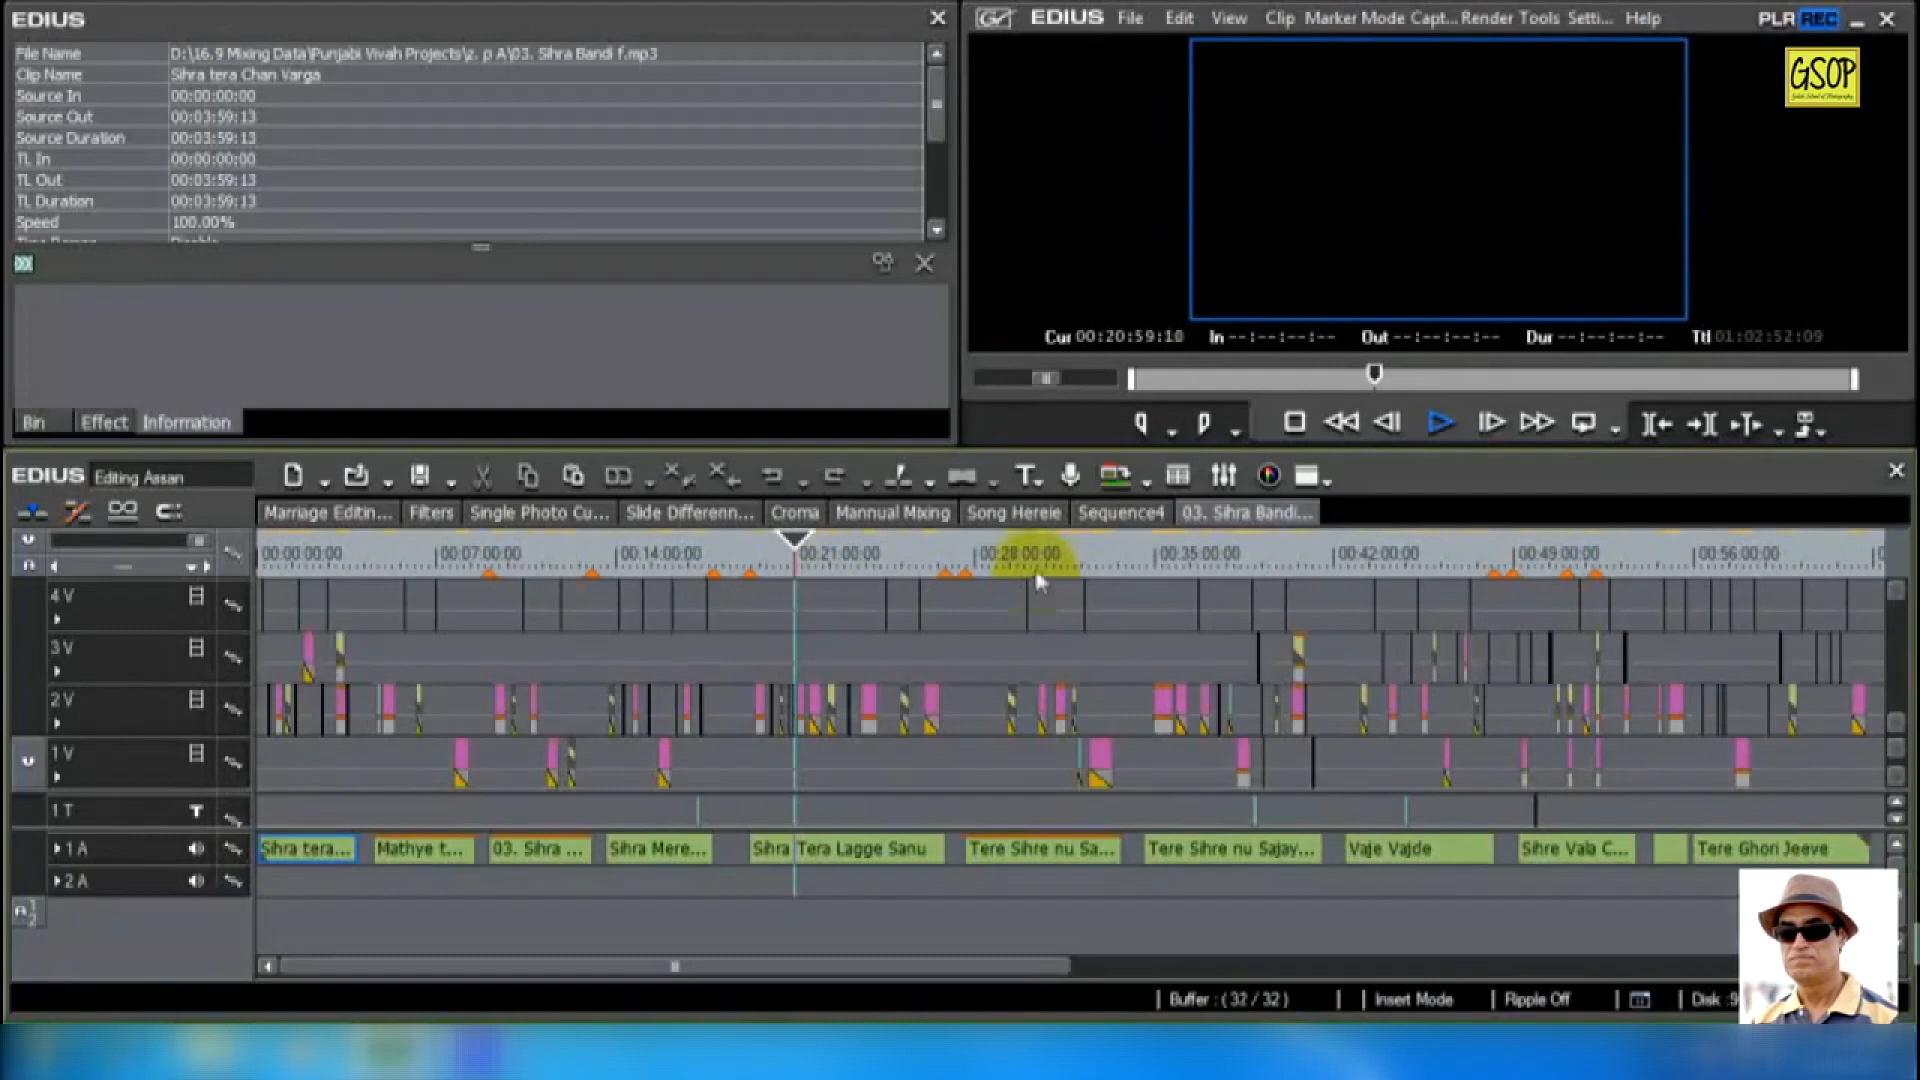 EDIUS
File Name D:\16.9 Mixing Data\Punjabi Vivah Projects\z. p A\03. Sihra Bandi f.mp3
Clip Name Sihra tera Chan Varga
Source In 00:00:00:00
Source Out 00:03:59:13
Source Duration 00:03:59:13
TL In 00:00:00:00
TL Out 00:03:59:13
TL Duration 00:03:59:13
Speed 100.00%
Bin Effect Information
EDIUS File Edit View Clip Marker Mode Capt... Render Tools Setti... Help PLR REC
GSOP
Cur 00:20:59:10 In --:--:--:-- Out --:--:--:-- Dur --:--:--:-- Ttl 01:02:52:09
EDIUS Editing Assan
Marriage Editin... Filters Single Photo Cu... Slide Differenn... Croma Mannual Mixing Song Hereie Sequence4 03. Sihra Bandi...
00:00:00:00 00:07:00:00 00:14:00:00 00:21:00:00 00:28:00:00 00:35:00:00 00:42:00:00 00:49:00:00 00:56:00:00
4 V
3 V
2 V
1 V
1 T T
1 A Sihra tera... Mathye t... 03. Sihra ... Sihra Mere... Sihra Tera Lagge Sanu Tere Sihre nu Sa... Tere Sihre nu Sajay... Vaje Vajde Sihre Vala C... Tere Ghori Jeeve
2 A
Buffer : ( 32 / 32 ) Insert Mode Ripple Off Disk :9